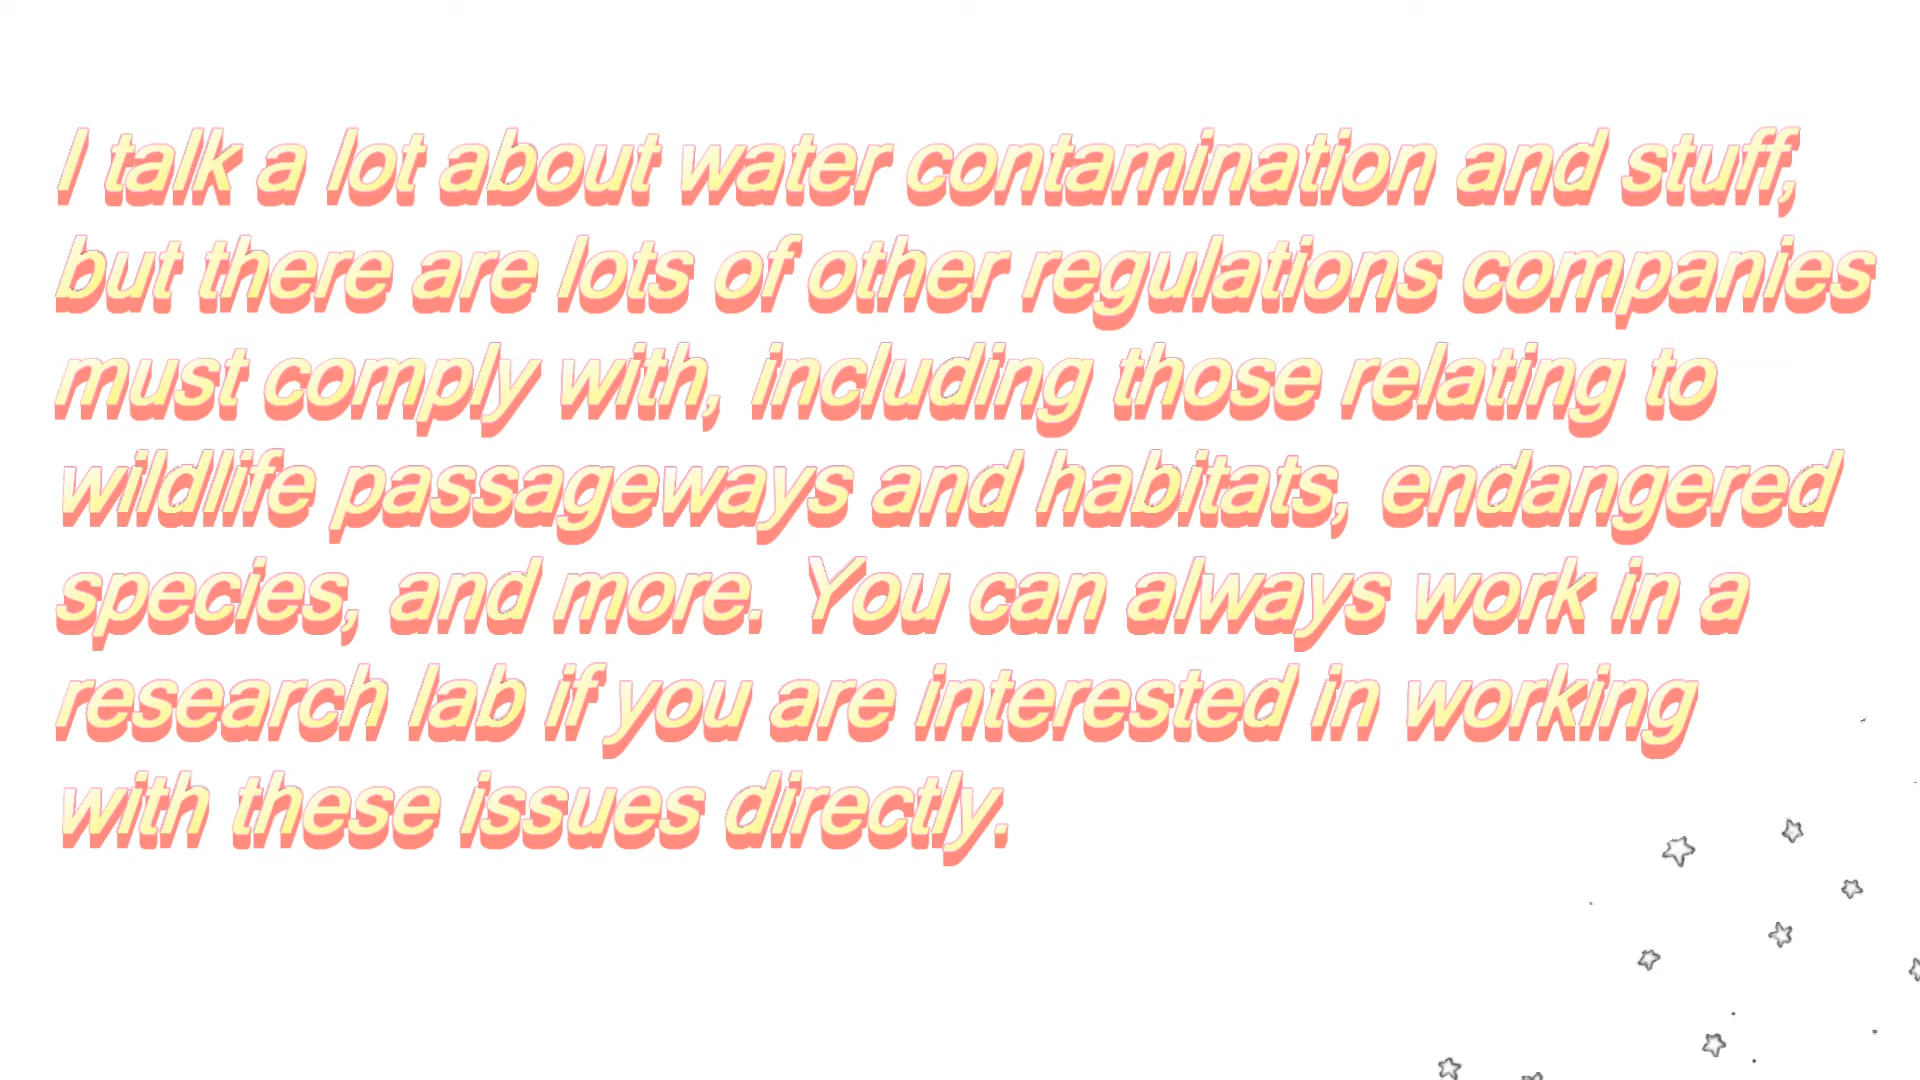 I talk a lot about water contamination and stuff,
but there are lots of other regulations companies
must comply with, including those relating to
wildlife passageways and habitats, endangered
species, and more.  You can always work in a
research lab if you are interested in working
with these issues directly.